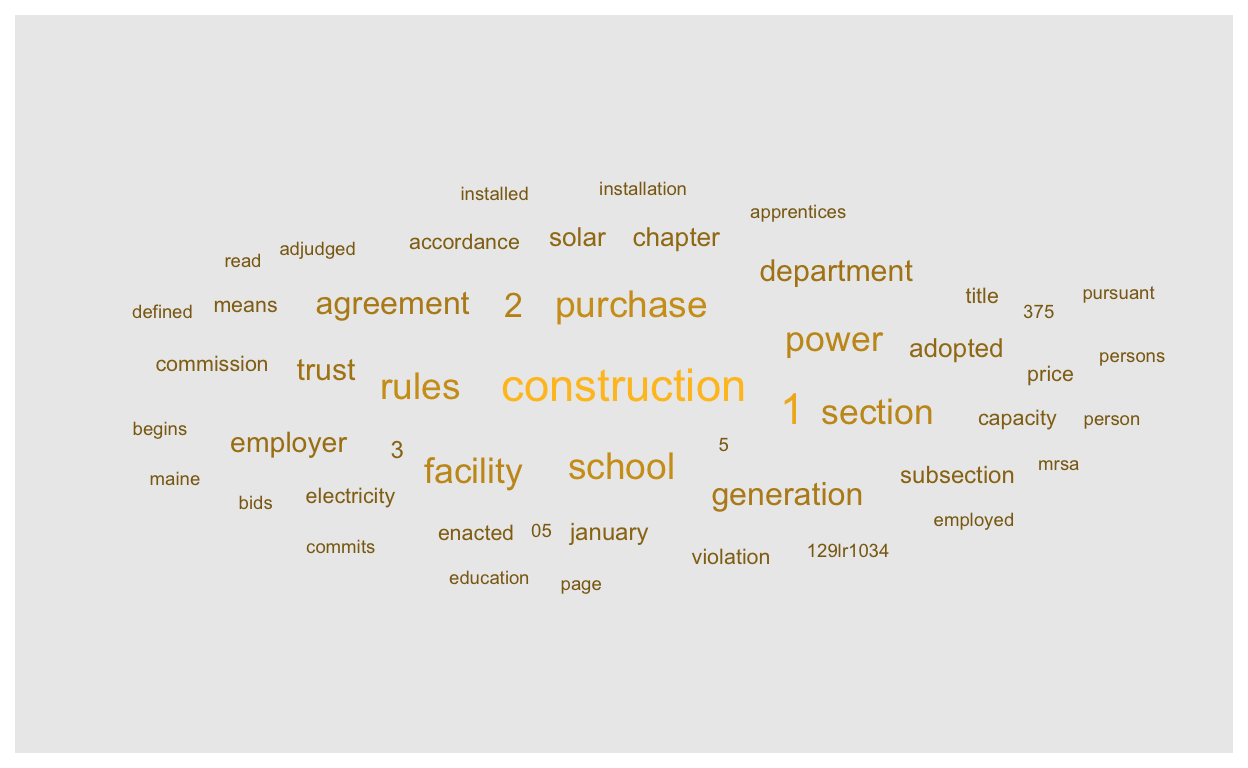 installed installation
apprentices
accordance solar chapter
read adjudged
department
defined means agreement 2 purchase
title 375 pursuant
power adopted
commission trust
price persons
rules construction
1 section capacity person
begins employer 3 5
facility school
subsection mrsa
maine bids electricity
generation
employed
commits enacted 05 january
violation 129lr1034
education page